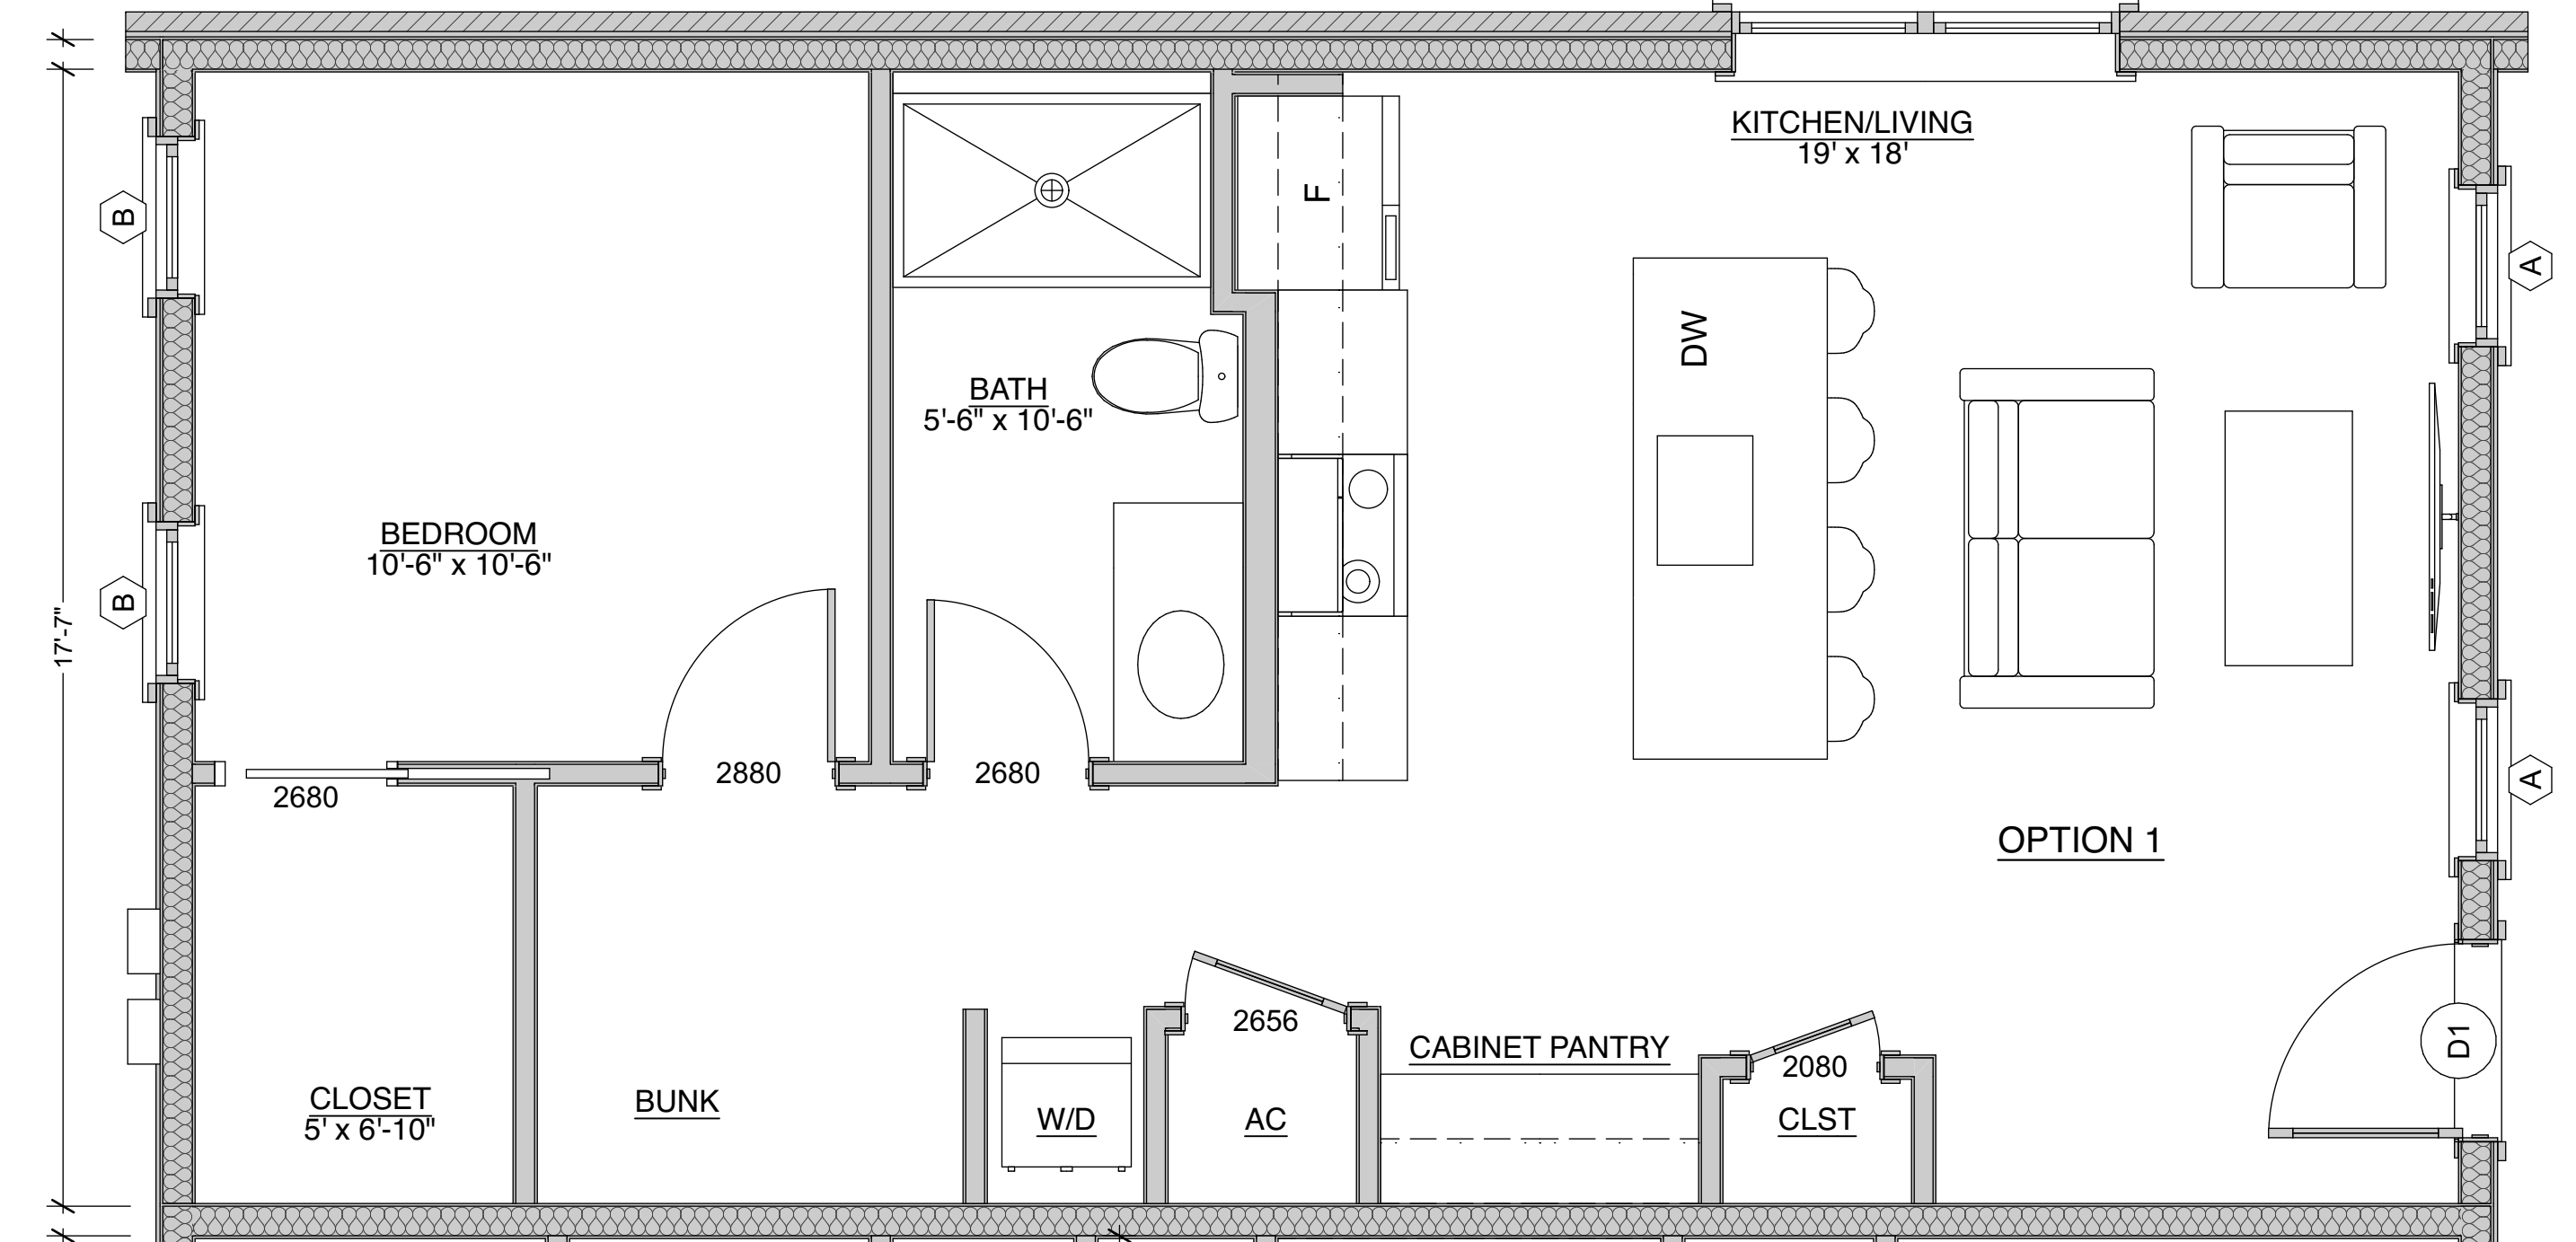 KITCHEN/LIVING
19' x 18'
F
B
A
DW
BATH
5'-6" x 10'-6"
BEDROOM
10'-6" x 10'-6"
B
17'-7"
2880
2680
2680
A
OPTION 1
2656
D1
CABINET PANTRY
2080
CLOSET
5' x 6'-10"
BUNK
W/D
AC
CLST